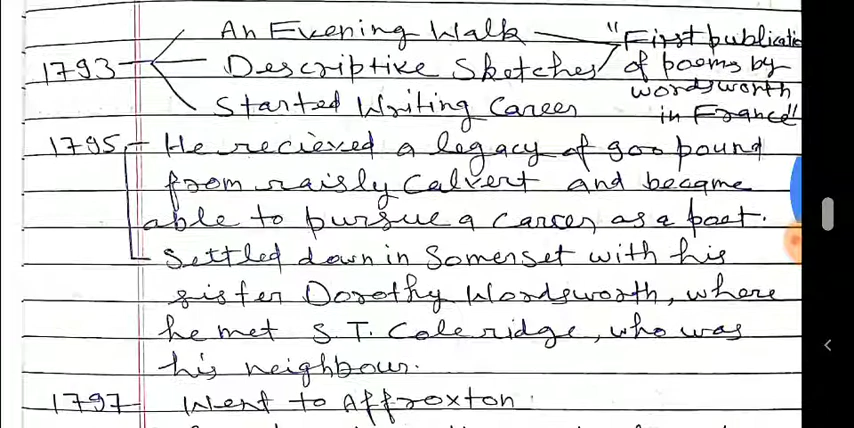 An Evening Walk
1793 - Descriptive Sketches
Started Writing Career
"First publicatio
of poems by
wordsworth
in France"
1795 - He recieved a legacy of 900 pound
from raisly Calvert and became
able to pursue a career as a poet.
Settled down in Somerset with his
sister Dorothy Wordsworth, where
he met S.T. Coleridge, who was
his neighbour.
1797 - Went to Affroxton